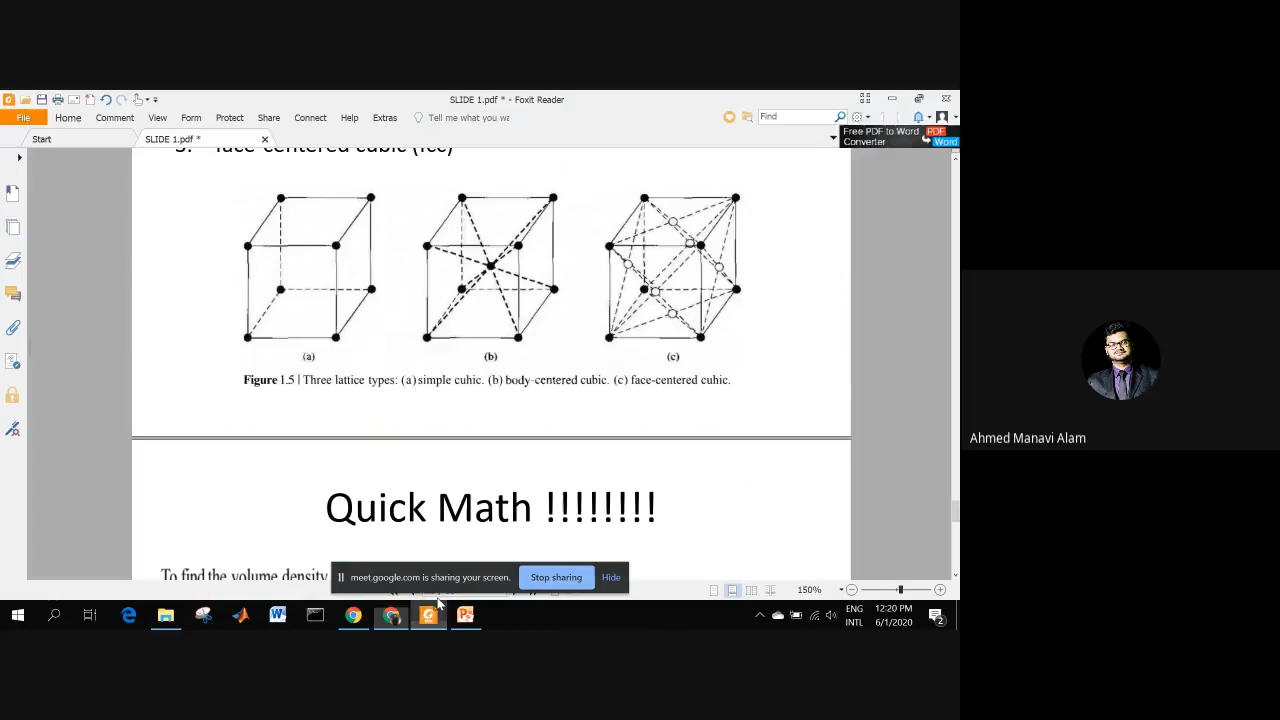 SLIDE 1.pdf * - Foxit Reader
File Home Comment View Form Protect Share Connect Help Extras Tell me what you wa Find
Start SLIDE 1.pdf *
Free PDF to Word
Converter
PDF
Word
face-centered cubic (fcc)
(a) (b) (c)
Figure 1.5 | Three lattice types: (a) simple cuhic. (b) body-centered cubic. (c) face-centered cuhic.
Quick Math !!!!!!!!
To find the volume density
meet.google.com is sharing your screen. Stop sharing Hide
150%
ENG
INTL
12:20 PM
6/1/2020
2
Ahmed Manavi Alam